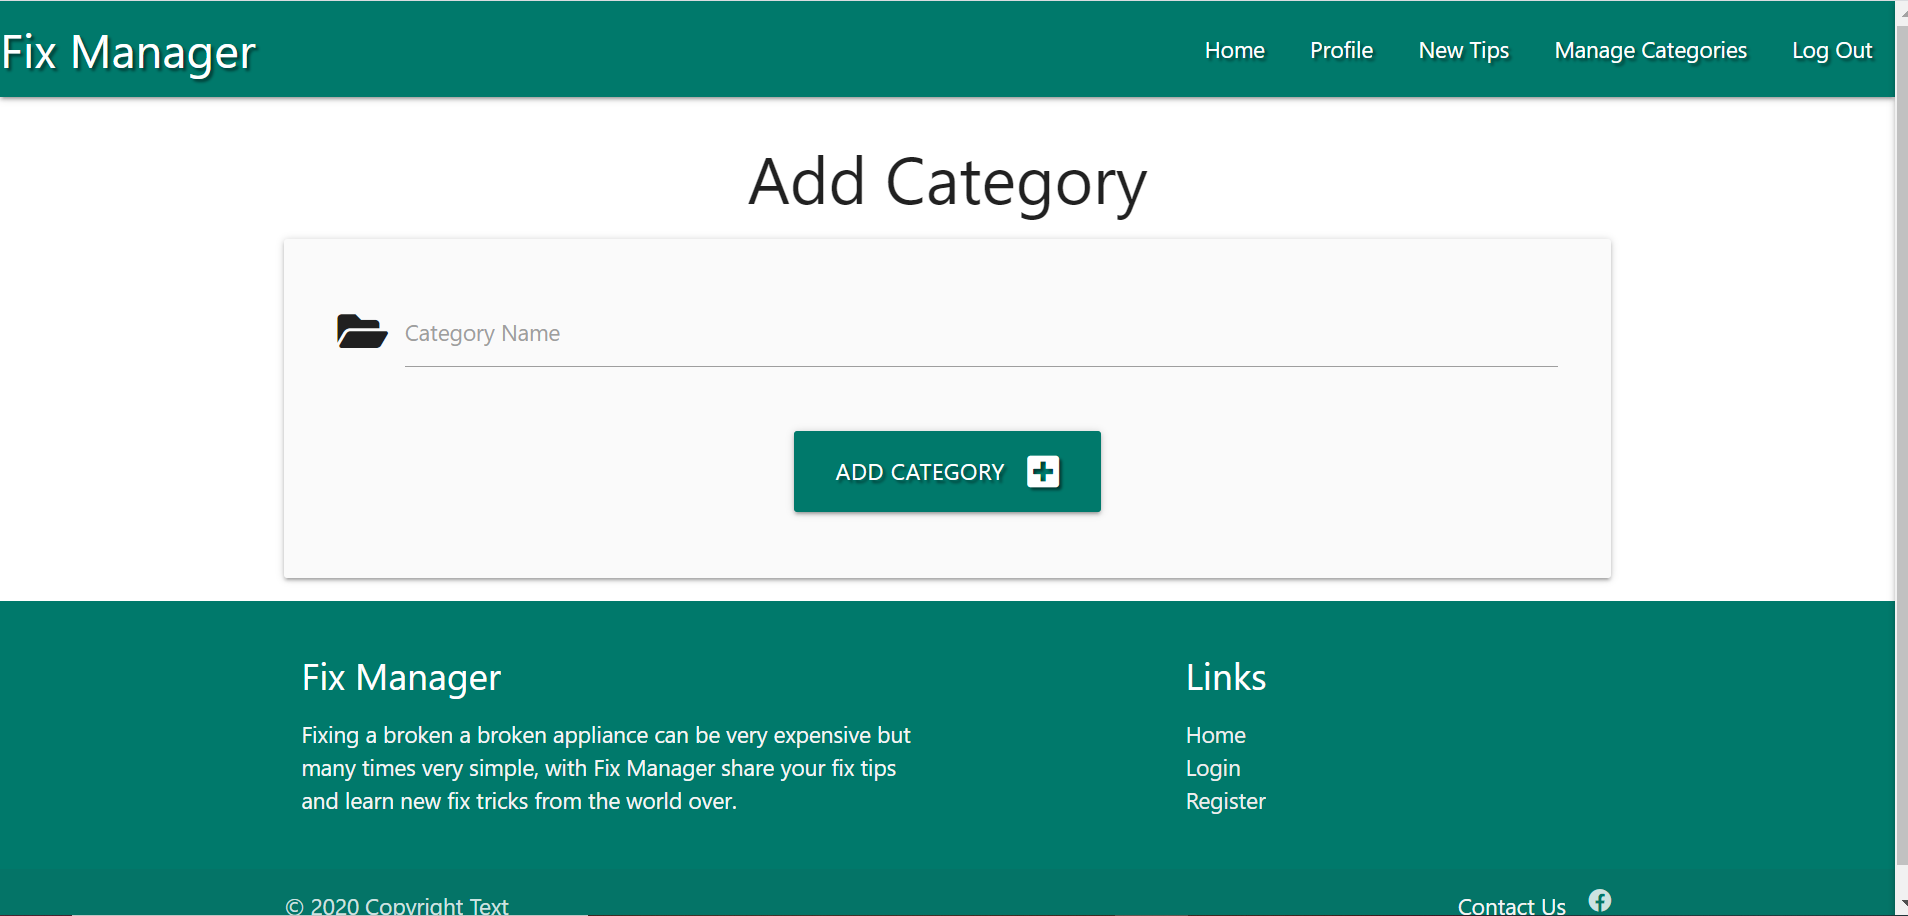 Fix Manager
Home Profile New Tips Manage Categories Log Out
Add Category
Category Name
ADD CATEGORY
Fix Manager
Fixing a broken a broken appliance can be very expensive but
many times very simple, with Fix Manager share your fix tips
and learn new fix tricks from the world over.
Links
Home
Login
Register
© 2020 Copyright Text
Contact Us